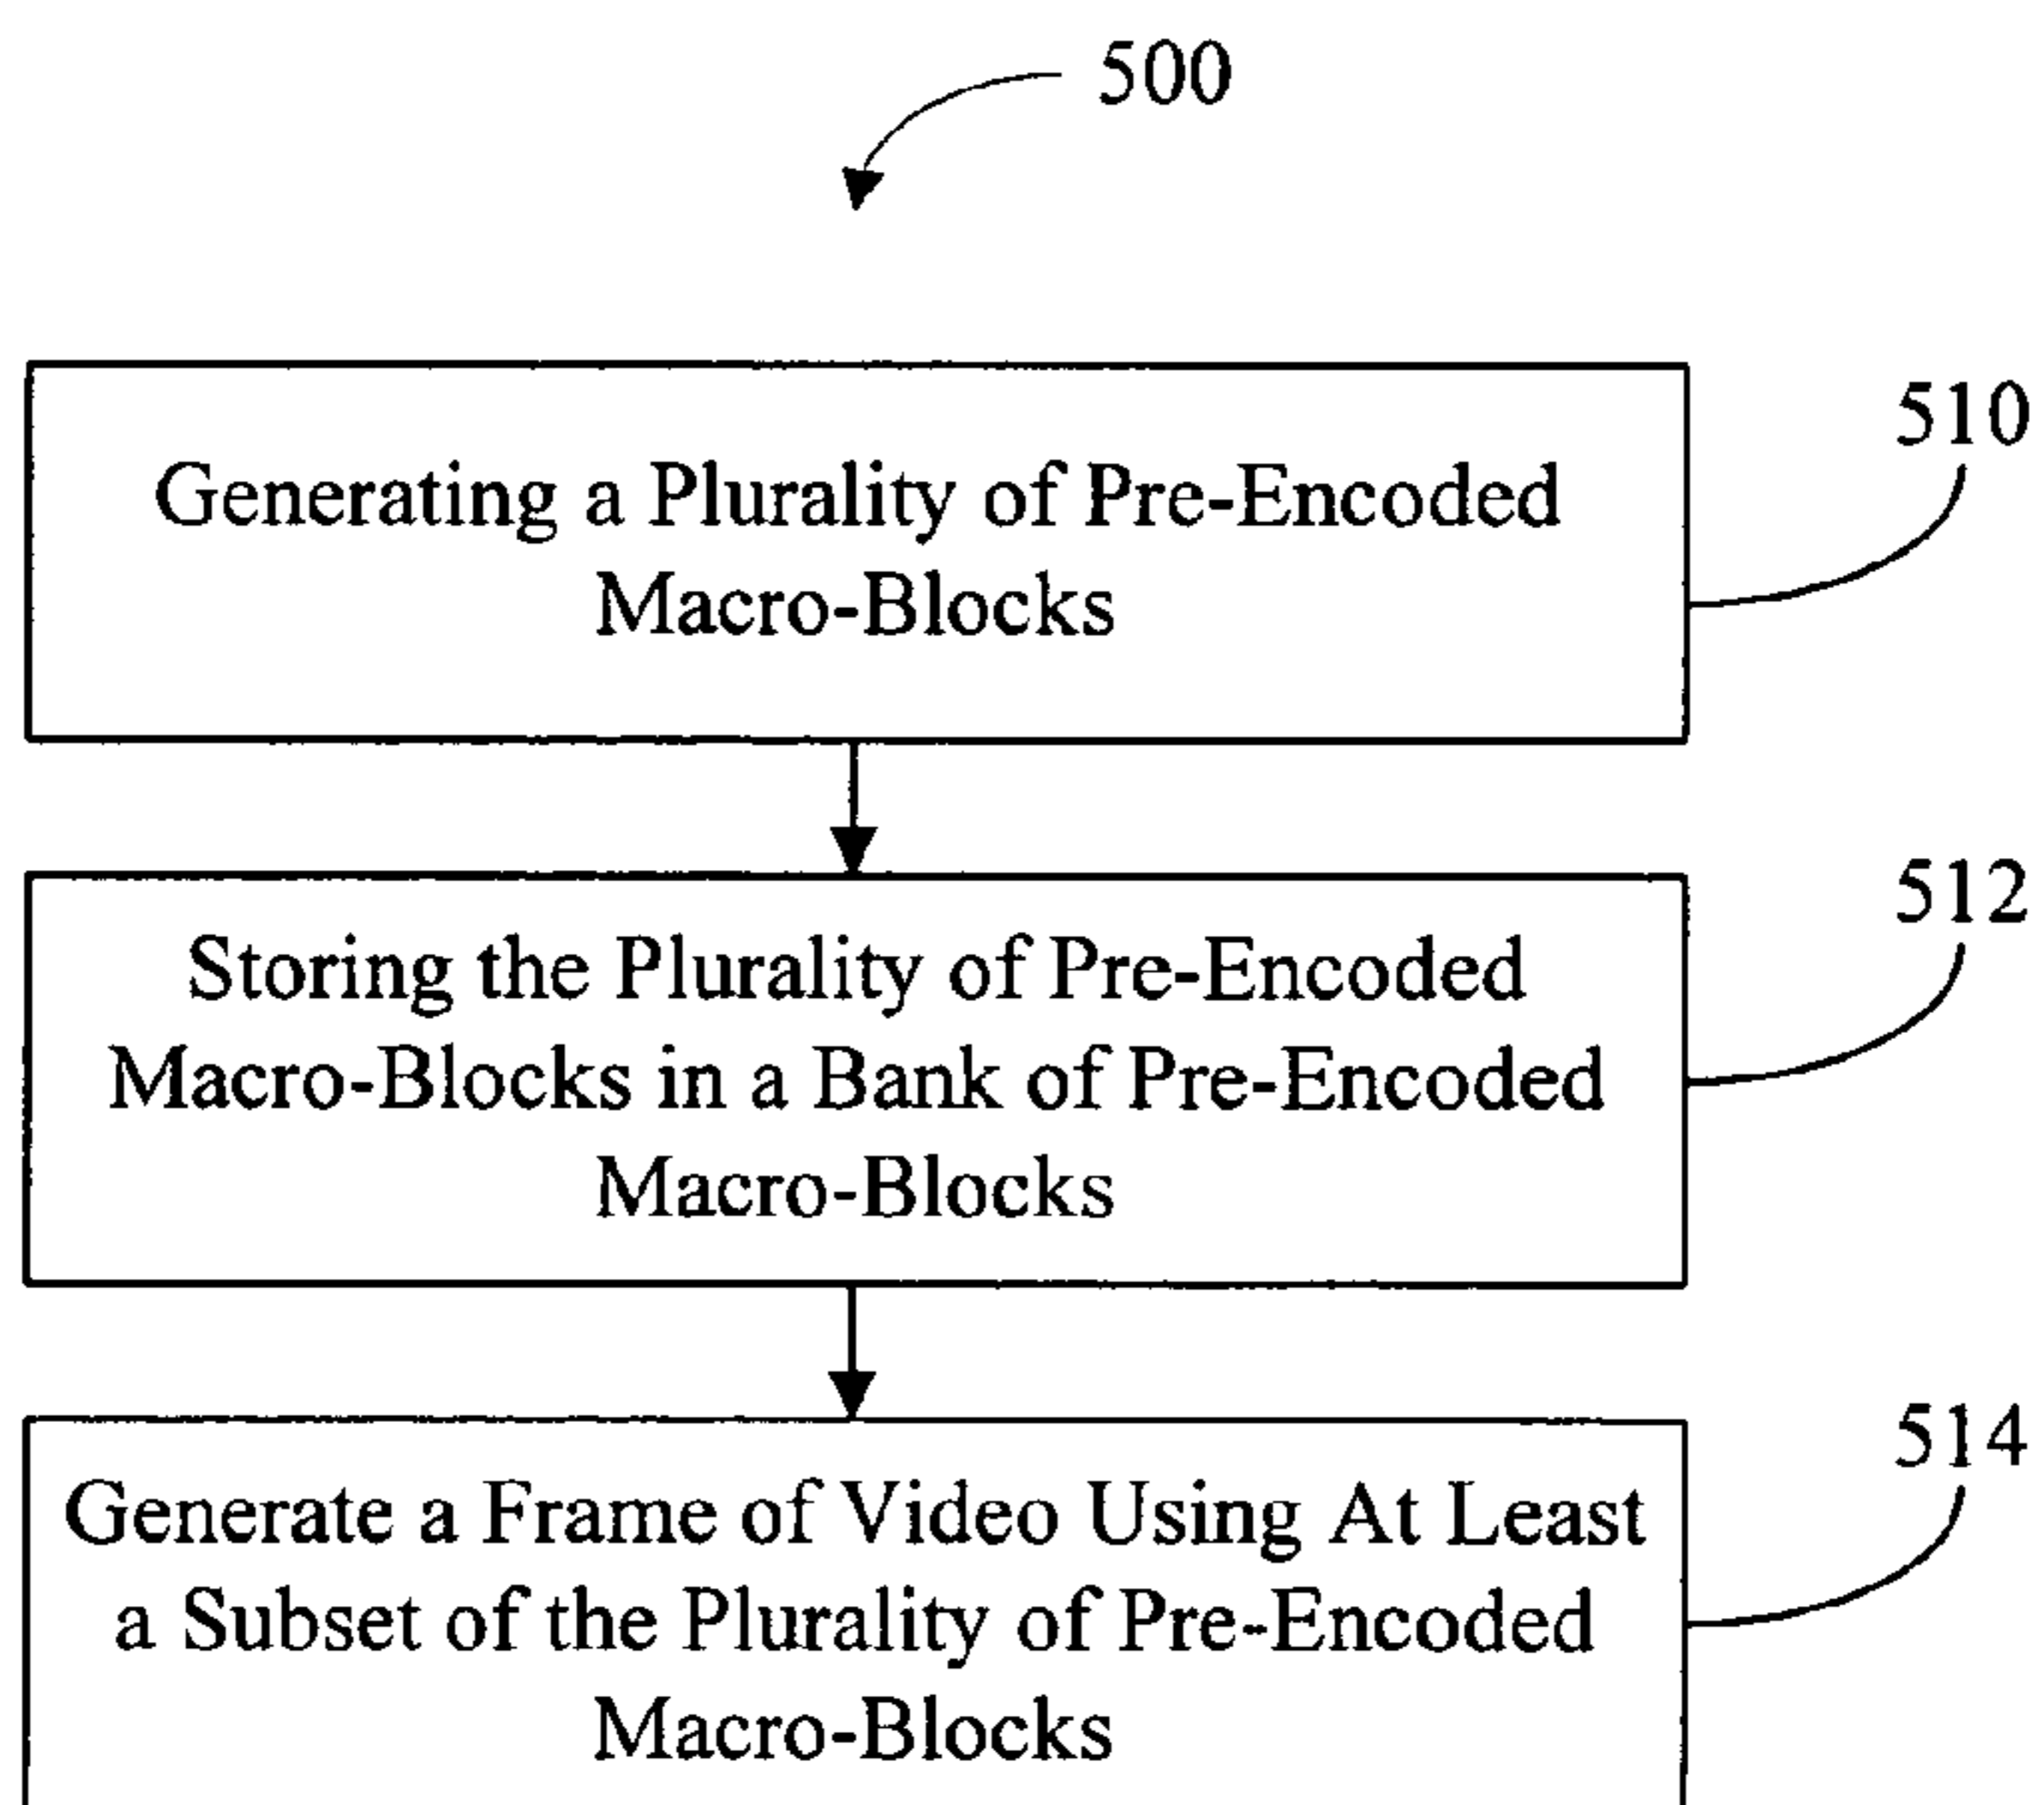 500
510
Generating a Plurality of Pre-Encoded
Macro-Blocks
512
Storing the Plurality of Pre-Encoded
Macro-Blocks in a Bank of Pre-Encoded
Macro-Blocks
514
Generate a Frame of Video Using At Least
a Subset of the Plurality of Pre-Encoded
Macro-Blocks